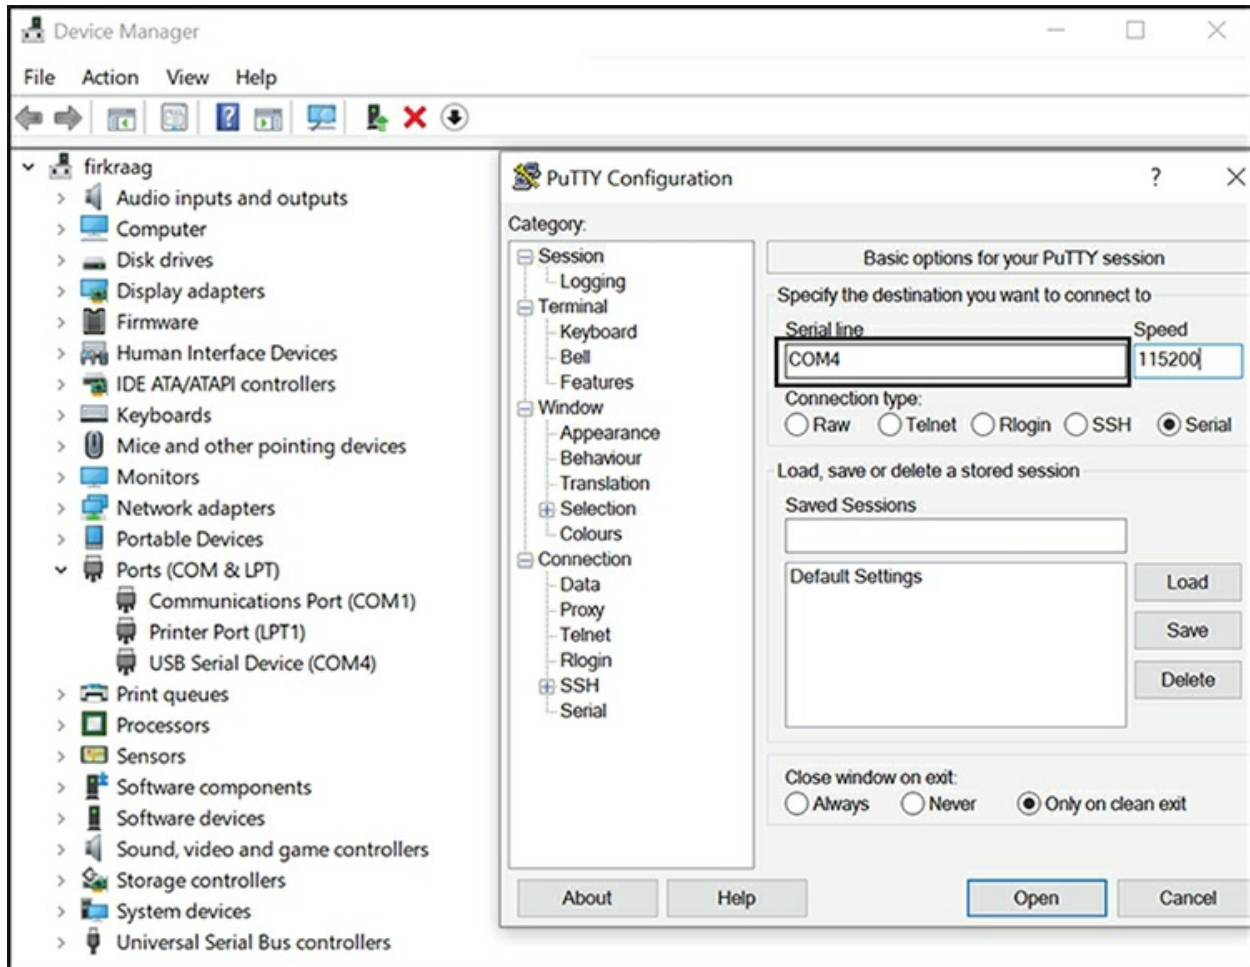 Device Manager
File Action View Help
firkraag
Audio inputs and outputs
Computer
Disk drives
Display adapters
Firmware
Human Interface Devices
IDE ATA/ATAPI controllers
Keyboards
Mice and other pointing devices
Monitors
Network adapters
Portable Devices
Ports (COM & LPT)
Communications Port (COM1)
Printer Port (LPT1)
USB Serial Device (COM4)
Print queues
Processors
Sensors
Software components
Software devices
Sound, video and game controllers
Storage controllers
System devices
Universal Serial Bus controllers
PuTTY Configuration
Category:
Session
Logging
Terminal
Keyboard
Bell
Features
Window
Appearance
Behaviour
Translation
Selection
Colours
Connection
Data
Proxy
Telnet
Rlogin
SSH
Serial
Basic options for your PuTTY session
Specify the destination you want to connect to
Serial line Speed
COM4 115200
Connection type:
Raw Telnet Rlogin SSH Serial
Load, save or delete a stored session
Saved Sessions
Default Settings
Load
Save
Delete
Close window on exit:
Always Never Only on clean exit
About Help Open Cancel